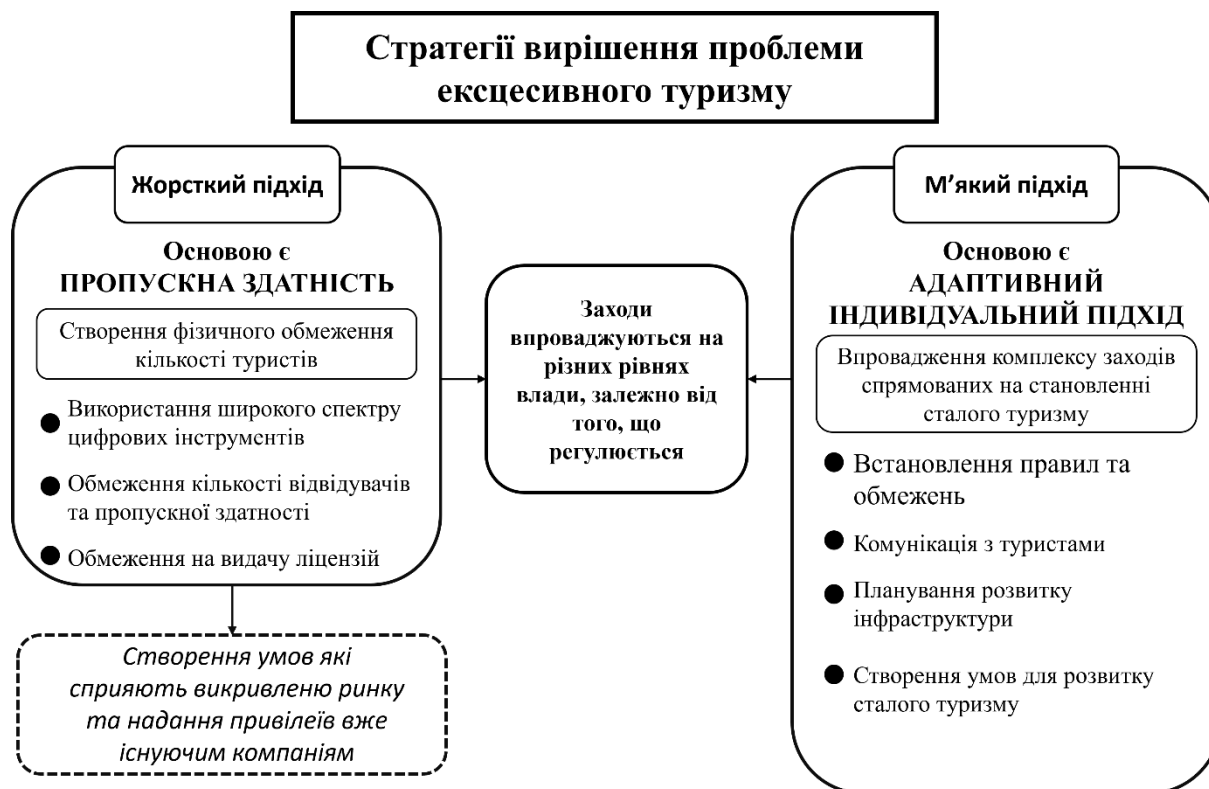 Стратегії вирішення проблеми
ексцесивного туризму
Жорсткий підхід
Основою є
ПРОПУСКНА ЗДАТНІСТЬ
Створення фізичного обмеження
кількості туристів
Використання широкого спектру
цифрових інструментів
Обмеження кількості відвідувачів
та пропускної здатності
Обмеження на видачу ліцензій
Створення умов які
сприяють викривленю ринку
та надання привілеїв вже
існуючим компаніям
Заходи
впроваджуються на
різних рівнях
влади, залежно від
того, що
регулюється
М’який підхід
Основою є
АДАПТИВНИЙ
ІНДИВІДУАЛЬНИЙ ПІДХІД
Впровадження комплексу заходів
спрямованих на становленні
сталого туризму
Встановлення правил та
обмежень
Комунікація з туристами
Планування розвитку
інфраструктури
Створення умов для розвитку
сталого туризму